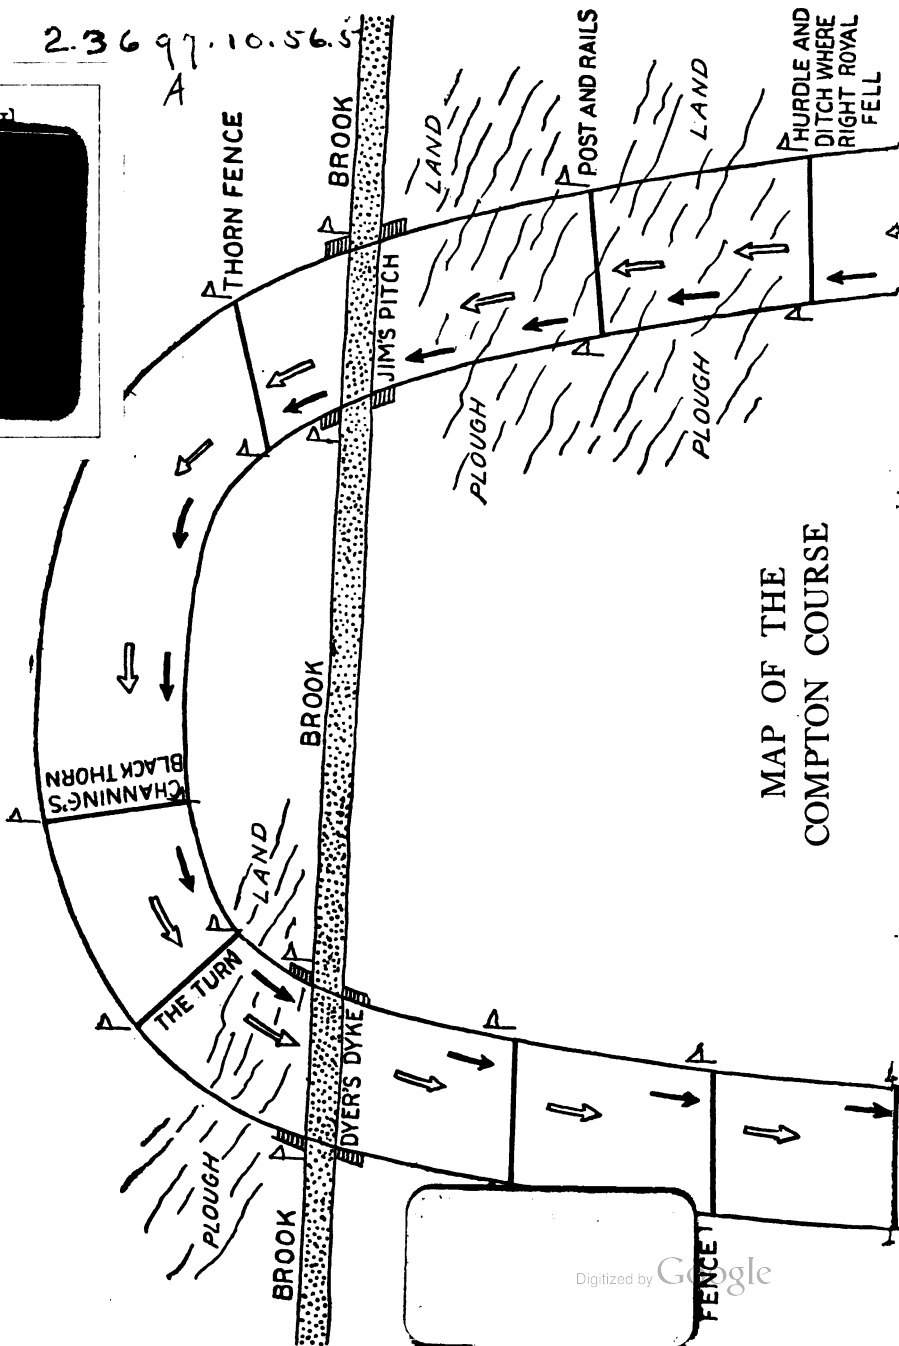 2.3697.10.56.5
A
THORN FENCE
BROOK
LAND
POST AND RAILS
LAND
HURDLE AND
DITCH WHERE
RIGHT ROYAL
FELL
JIM'S PITCH
PLOUGH
PLOUGH
MAP OF THE
COMPTON COURSE
BROOK
CHANNING'S
BLACKTHORN
LAND
THE TURN
DYER'S DYKE
PLOUGH
BROOK
FENCE
Digitized by Google